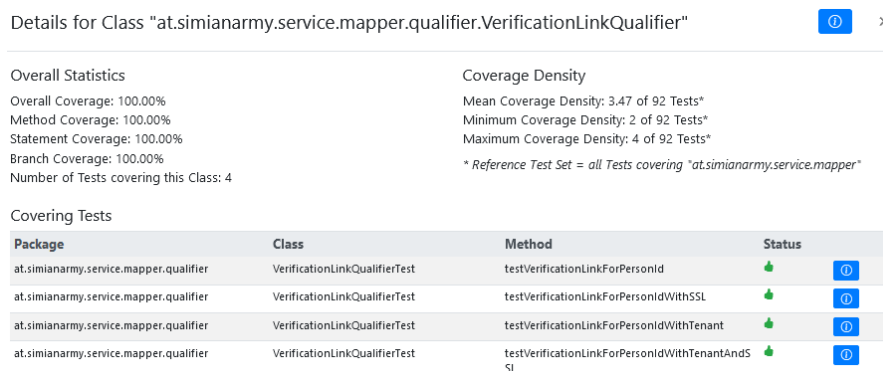 Details for Class "at.simianarmy.service.mapper.qualifier.VerificationLinkQualifier"
Overall Statistics
Overall Coverage: 100.00%
Method Coverage: 100.00%
Statement Coverage: 100.00%
Branch Coverage: 100.00%
Number of Tests covering this Class: 4
Coverage Density
Mean Coverage Density: 3.47 of 92 Tests*
Minimum Coverage Density: 2 of 92 Tests*
Maximum Coverage Density: 4 of 92 Tests*
* Reference Test Set = all Tests covering "at.simianarmy.service.mapper"
Covering Tests
Package Class Method Status
at.simianarmy.service.mapper.qualifier VerificationLinkQualifierTest testVerificationLinkForPersonId
at.simianarmy.service.mapper.qualifier VerificationLinkQualifierTest testVerificationLinkForPersonIdWithSSL
at.simianarmy.service.mapper.qualifier VerificationLinkQualifierTest testVerificationLinkForPersonIdWithTenant
at.simianarmy.service.mapper.qualifier VerificationLinkQualifierTest testVerificationLinkForPersonIdWithTenantAndS
SL